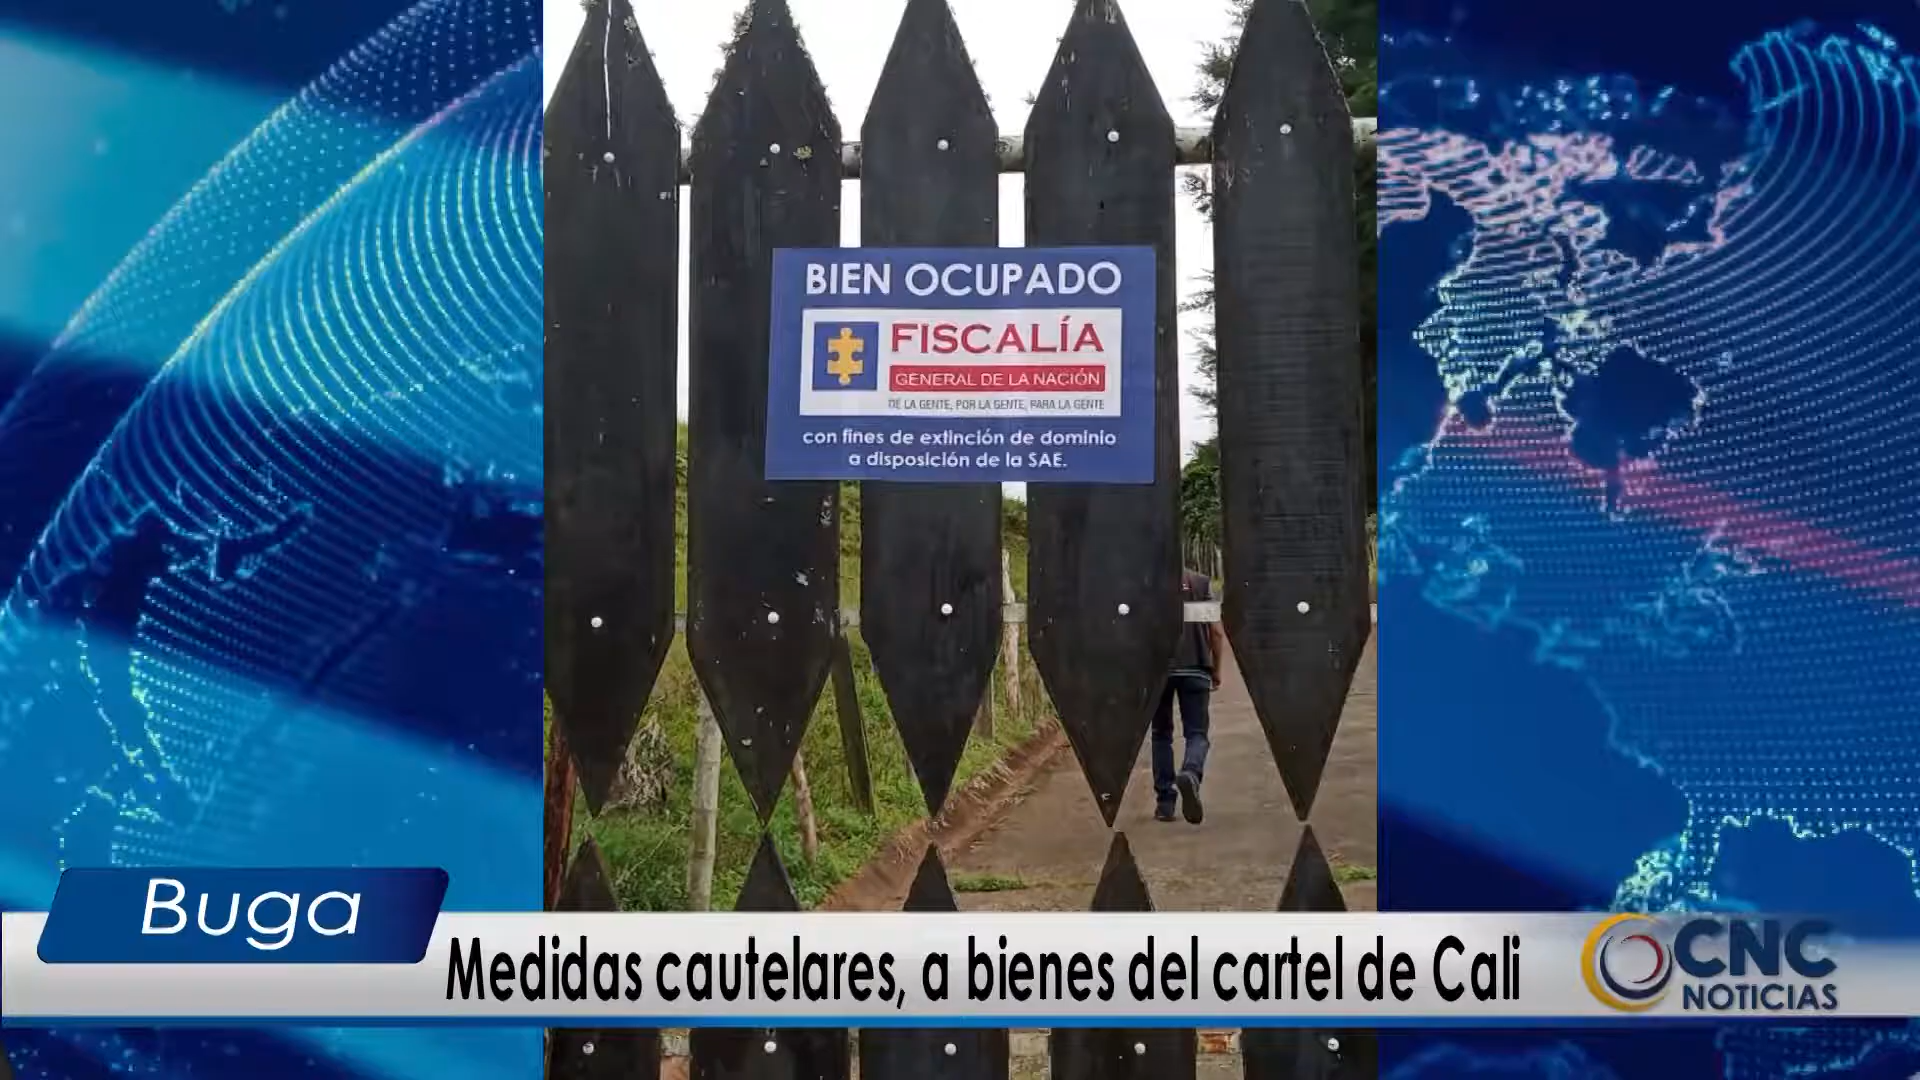 BIEN OCUPADO
FISCALÍA
GENERAL DE LA NACIÓN
DE LA GENTE, POR LA GENTE, PARA LA GENTE
con fines de extinción de dominio
a disposición de la SAE.
Buga
Medidas cautelares, a bienes del cartel de Cali
CNC
NOTICIAS